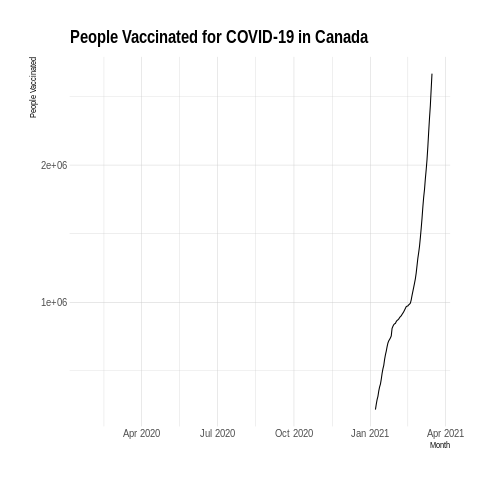 People Vaccinated for COVID-19 in Canada
People Vaccinated
2e+06
1e+06
Apr 2020 Jul 2020 Oct 2020 Jan 2021 Apr 2021
Month